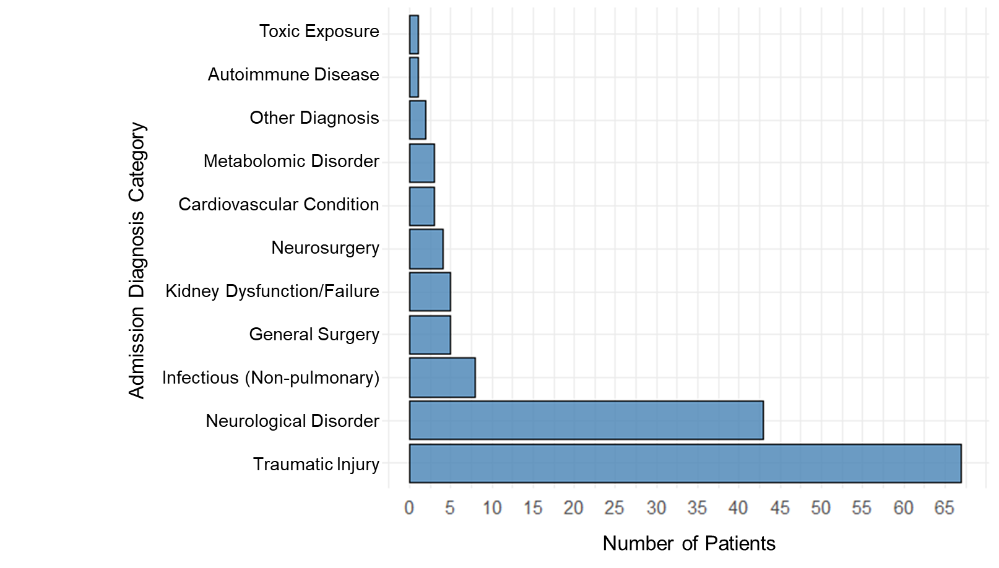 Toxic Exposure
Autoimmune Disease
Other Diagnosis
Metabolomic Disorder
Cardiovascular Condition
Neurosurgery
Kidney Dysfunction/Failure
General Surgery
Infectious (Non-pulmonary)
Neurological Disorder
Traumatic Injury
Admission Diagnosis Category
0 5 10 15 20 25 30 35 40 45 50 55 60 65
Number of Patients